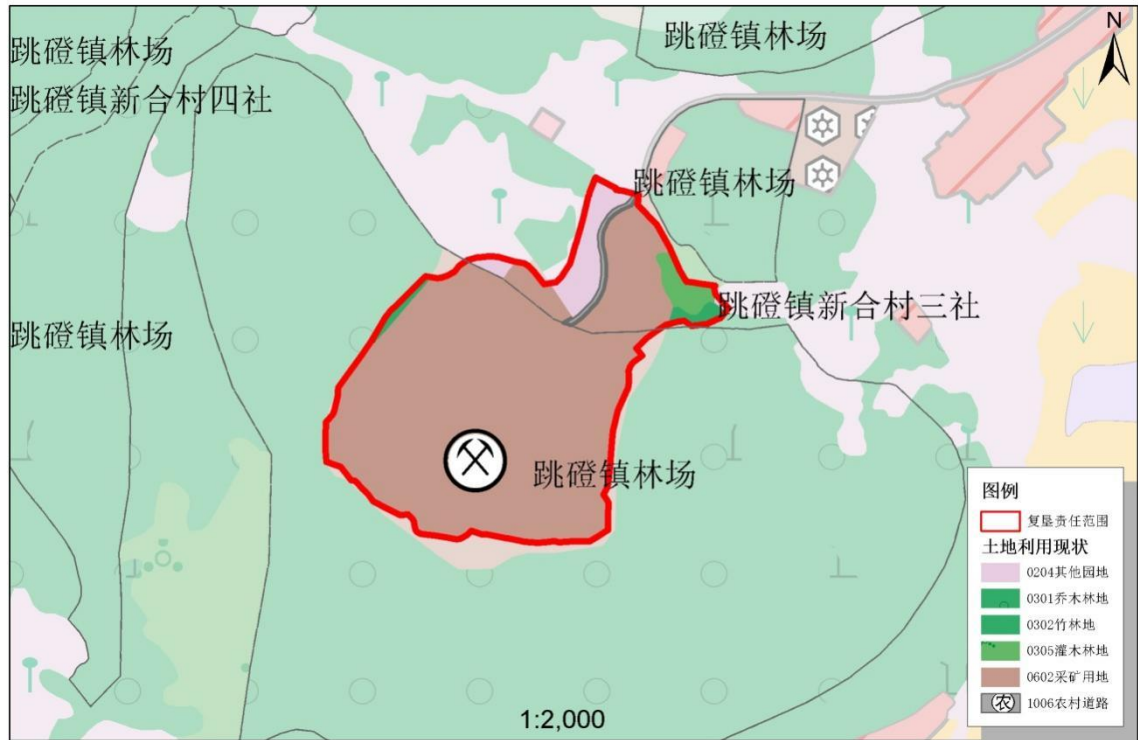 跳磴镇林场
跳磴镇林场
N
跳磴镇新合村四社
跳磴镇林场
跳磴镇新合村三社
跳磴镇林场
跳磴镇林场
图例
复垦责任范围
土地利用现状
0204其他园地
0301乔木林地
0302竹林地
0305灌木林地
0602采矿用地
农 1006农村道路
1:2,000